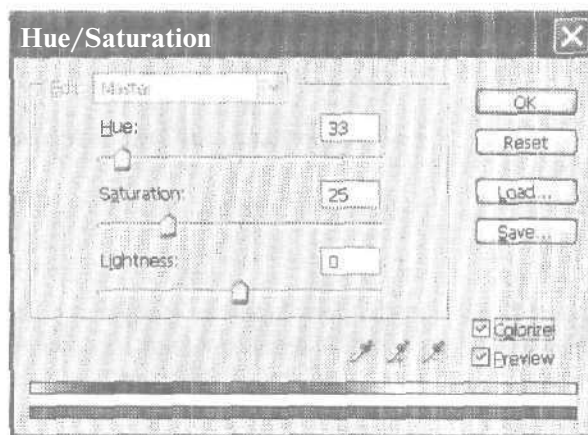 Hue/Saturation
Edit: Master
OK
Hue: 33
Reset
Saturation: 25
Load...
Save...
Lightness: 0
Colorize
Preview